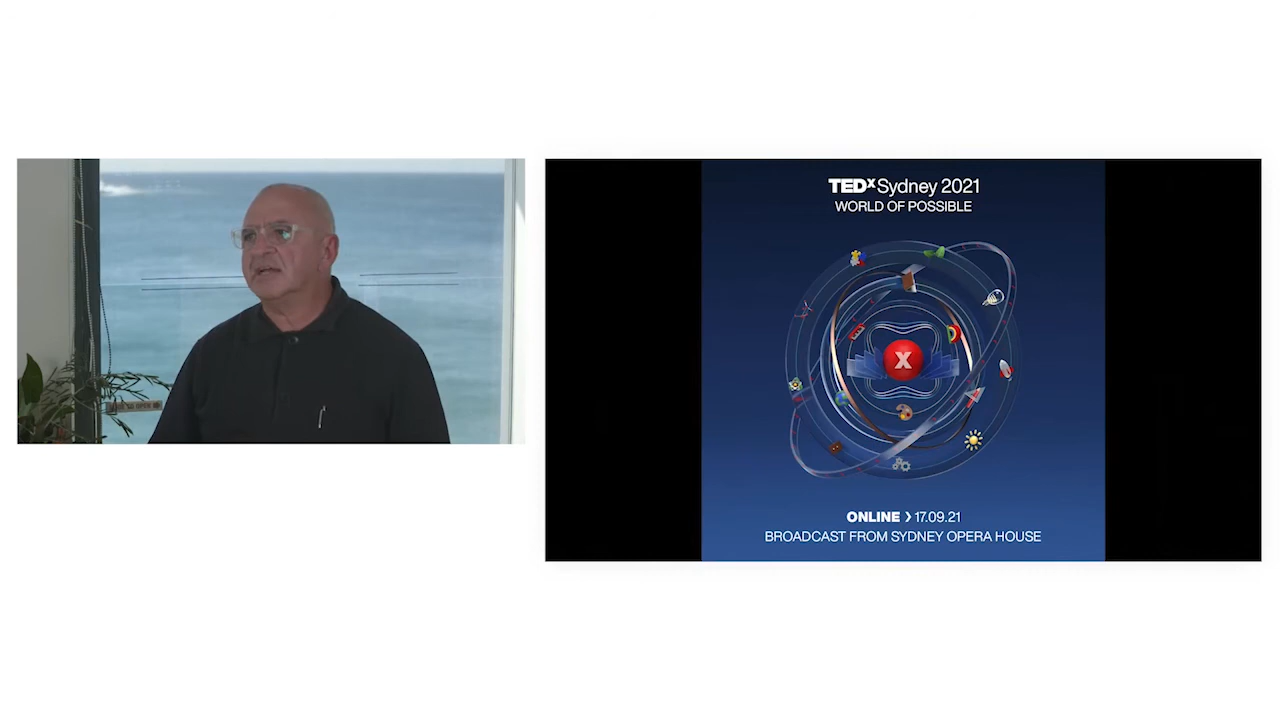 TEDxSydney 2021
WORLD OF POSSIBLE
X
ONLINE ❯ 17.09.21
BROADCAST FROM SYDNEY OPERA HOUSE